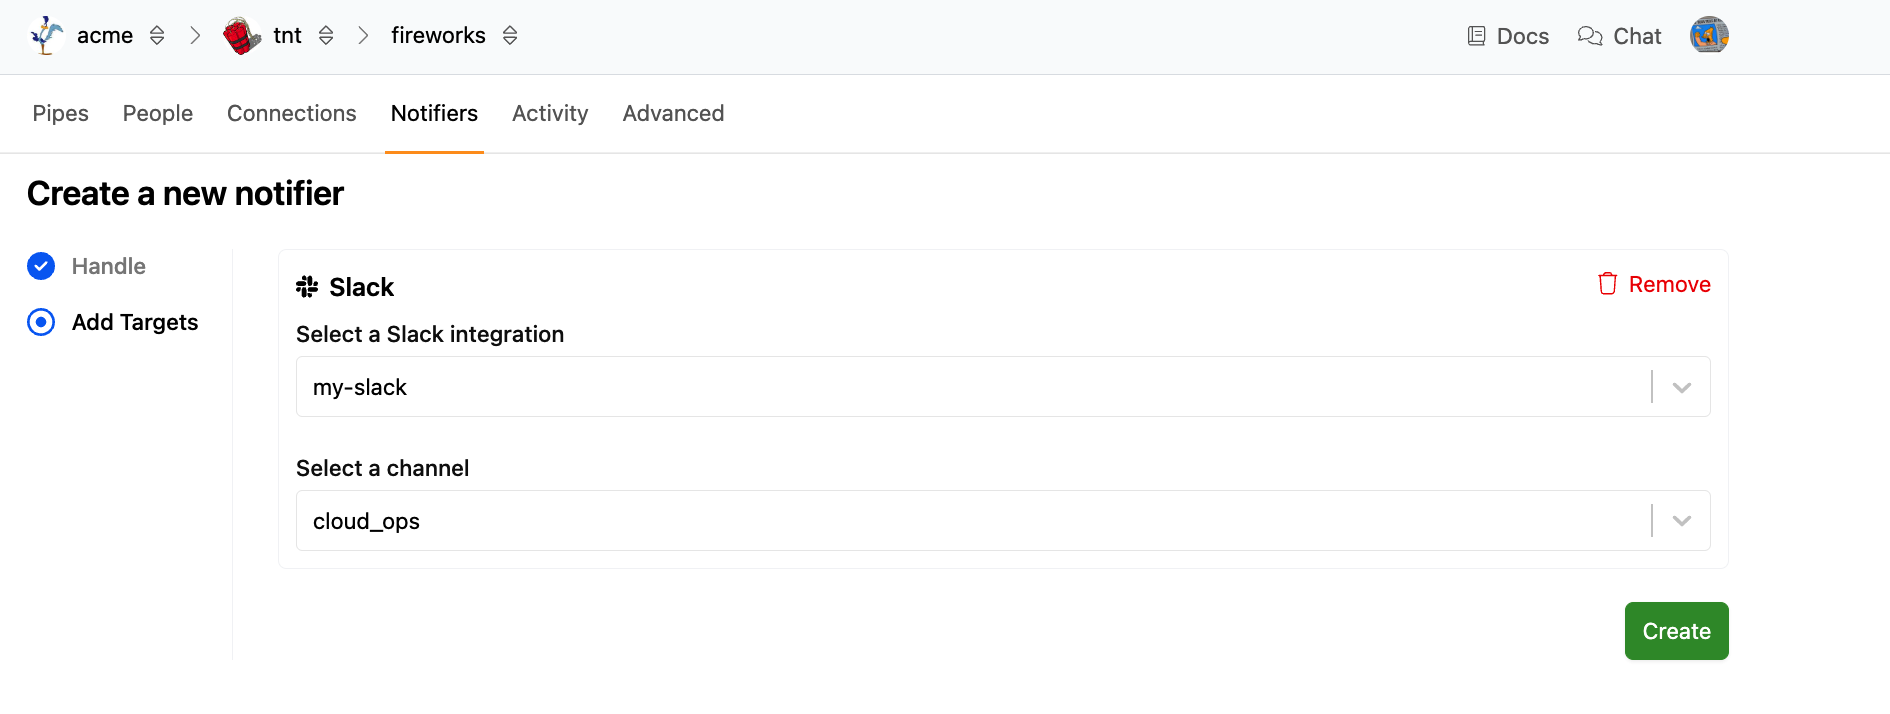 acme tnt fireworks Docs Chat
Pipes People Connections Notifiers Activity Advanced
Create a new notifier
Handle
Add Targets
Slack Remove
Select a Slack integration
my-slack
Select a channel
cloud_ops
Create